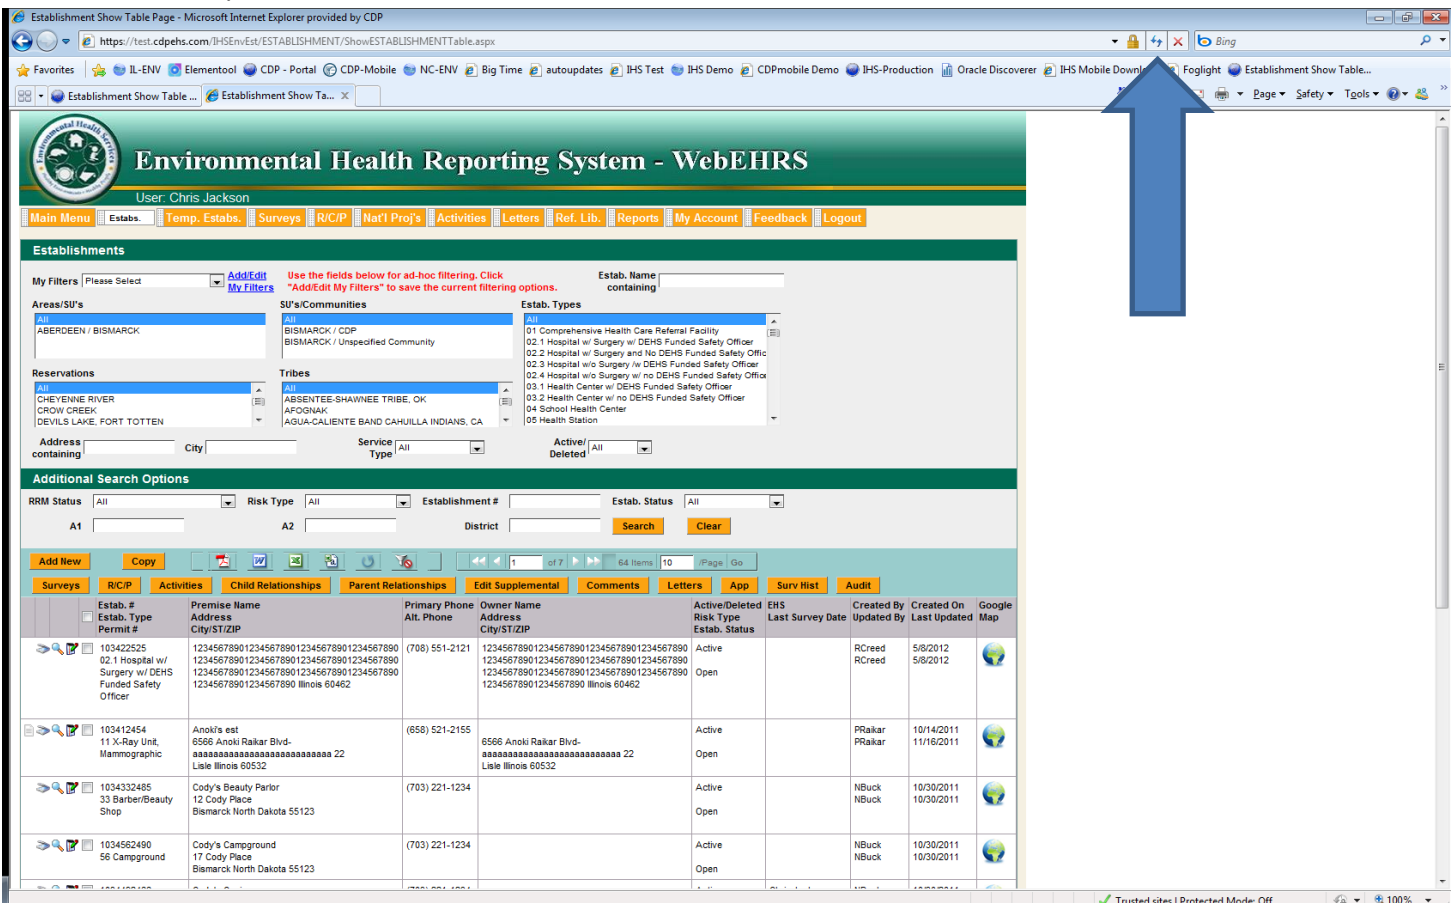 Establishment Show Table Page - Microsoft Internet Explorer provided by CDP
https://test.cdpehs.com/IHSEnvEst/ESTABLISHMENT/ShowESTABLISHMENTTable.aspx
Bing
Favorites IL-ENV Elementool CDP - Portal CDP-Mobile NC-ENV Big Time autoupdates IHS Test IHS Demo CDPmobile Demo IHS-Production Oracle Discoverer IHS Mobile Foglight Establishment Show Table...
Establishment Show Table ... Establishment Show Ta... X
Page Safety Tools
Environmental Health Reporting System - WebEHRS
User: Chris Jackson
Main Menu Estabs. Temp. Estabs. Surveys R/C/P Nat'l Proj's Activities Letters Ref. Lib. Reports My Account Feedback Logout
Establishments
My Filters Please Select Add/Edit My Filters
Use the fields below for ad-hoc filtering. Click
"Add/Edit My Filters" to save the current filtering options.
Estab. Name containing
Areas/SU's
All
ABERDEEN / BISMARCK
SU's/Communities
All
BISMARCK / CDP
BISMARCK / Unspecified Community
Estab. Types
All
01 Comprehensive Health Care Referral Facility
02.1 Hospital w/ Surgery w/ DEHS Funded Safety Officer
02.2 Hospital w/ Surgery and No DEHS Funded Safety Offic
02.3 Hospital w/o Surgery /w DEHS Funded Safety Officer
02.4 Hospital w/o Surgery w/ no DEHS Funded Safety Office
03.1 Health Center w/ DEHS Funded Safety Officer
03.2 Health Center w/ no DEHS Funded Safety Officer
04 School Health Center
05 Health Station
Reservations
All
CHEYENNE RIVER
CROW CREEK
DEVILS LAKE, FORT TOTTEN
Tribes
All
ABSENTEE-SHAWNEE TRIBE, OK
AFOGNAK
AGUA-CALIENTE BAND CAHUILLA INDIANS, CA
Address containing City Service Type All Active/ Deleted All
Additional Search Options
RRM Status All Risk Type All Establishment # Estab. Status All
A1 A2 District Search Clear
Add New Copy 1 of 7 64 Items 10 /Page Go
Surveys R/C/P Activities Child Relationships Parent Relationships Edit Supplemental Comments Letters App Surv Hist Audit
Estab. # Premise Name Primary Phone Owner Name Active/Deleted EHS Created By Created On Google
Estab. Type Address Alt. Phone Address Risk Type Last Survey Date Updated By Last Updated Map
Permit # City/ST/ZIP City/ST/ZIP Estab. Status
103422525 1234567890123456789012345678901234567890 (708) 551-2121 1234567890123456789012345678901234567890 Active RCreed 5/8/2012
02.1 Hospital w/ 1234567890123456789012345678901234567890 1234567890123456789012345678901234567890 RCreed 5/8/2012
Surgery w/ DEHS 1234567890123456789012345678901234567890 1234567890123456789012345678901234567890 Open
Funded Safety 12345678901234567890 Illinois 60462 12345678901234567890 Illinois 60462
Officer
103412454 Anoki's est (658) 521-2155 Active PRaikar 10/14/2011
11 X-Ray Unit, 6566 Anoki Raikar Blvd- 6566 Anoki Raikar Blvd- PRaikar 11/16/2011
Mammographic aaaaaaaaaaaaaaaaaaaaaaaaaaa 22 aaaaaaaaaaaaaaaaaaaaaaaaaaa 22 Open
Lisle Illinois 60532 Lisle Illinois 60532
1034332485 Cody's Beauty Parlor (703) 221-1234 Active NBuck 10/30/2011
33 Barber/Beauty 12 Cody Place NBuck 10/30/2011
Shop Bismarck North Dakota 55123 Open
1034562490 Cody's Campground (703) 221-1234 Active NBuck 10/30/2011
56 Campground 17 Cody Place NBuck 10/30/2011
Bismarck North Dakota 55123 Open
Trusted sites | Protected Mode: Off 100%